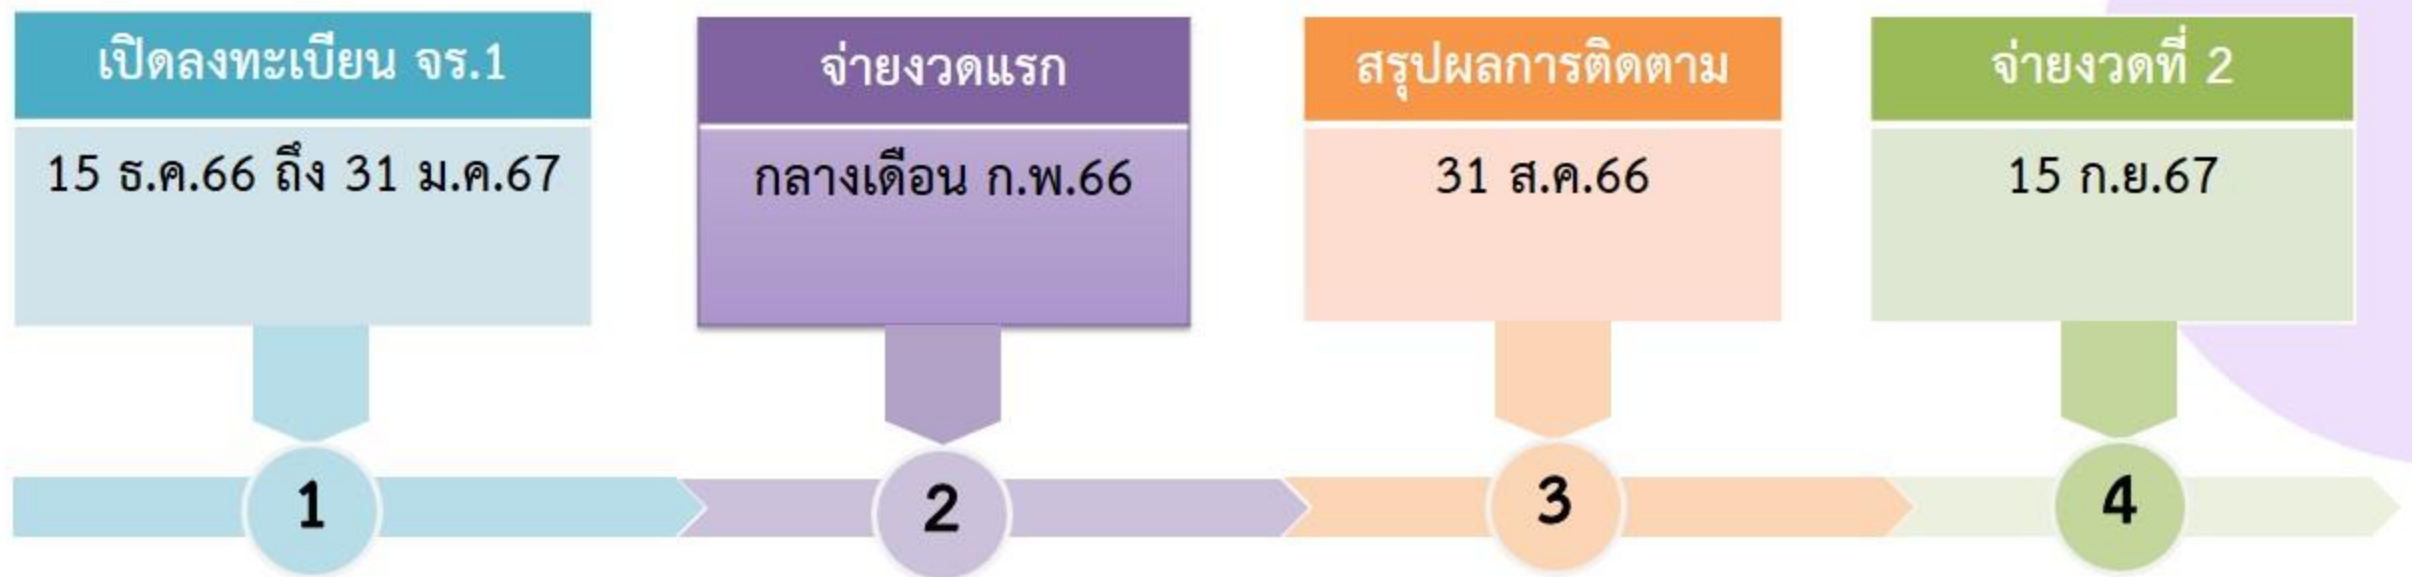 เปิดลงทะเบียน จร.1
15 ธ.ค.66 ถึง 31 ม.ค.67
จ่ายงวดแรก
กลางเดือน ก.พ.66
สรุปผลการติดตาม
31 ส.ค.66
จ่ายงวดที่ 2
15 ก.ย.67
1
2
3
4